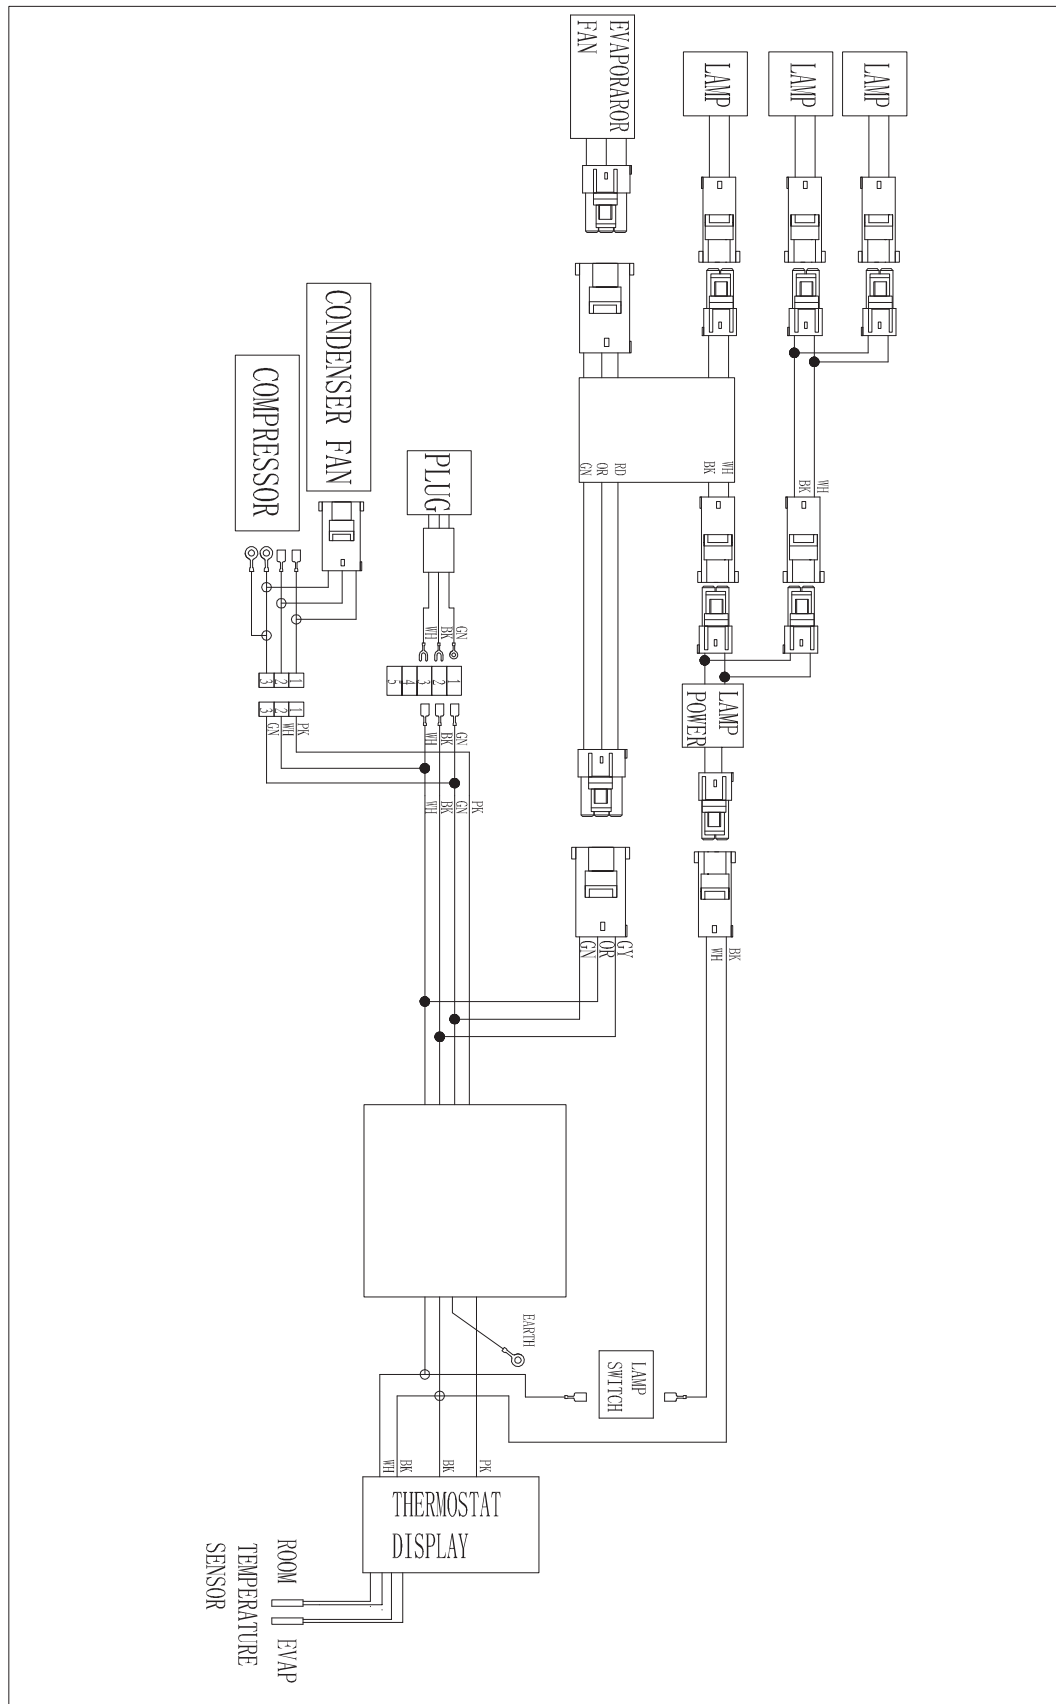 EVAPORAROR
FAN
LAMP
LAMP
LAMP
CONDENSER FAN
COMPRESSOR
PLUG
GN
OR
RD
BK
WH
BK
WH
WH
BK
GN
5
4
3
2
1
3
2
1
3
2
1
GN
WH
PK
WH
BK
GN
WH
BK
GN
PK
LAMP
POWER
GN
OR
GY
WH
BK
EARTH
LAMP
SWITCH
WH
BK
BK
PK
THERMOSTAT
DISPLAY
ROOM EVAP
TEMPERATURE
SENSOR